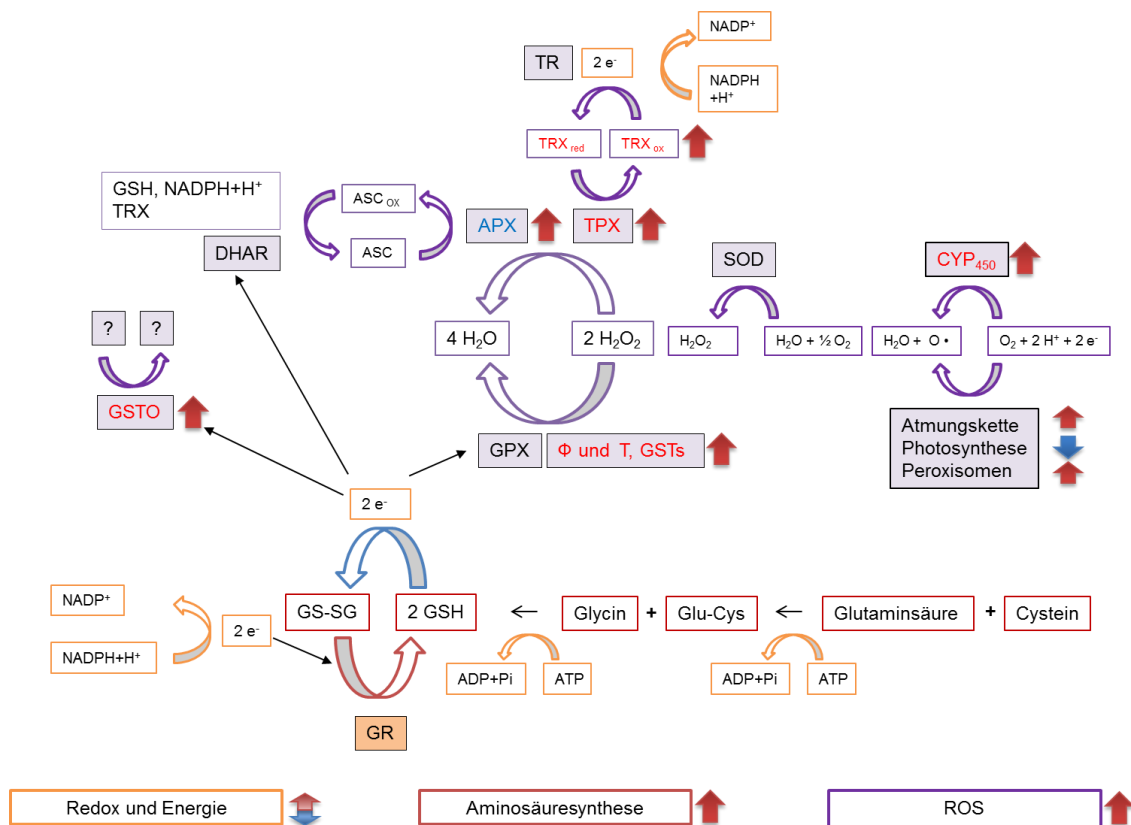 NADP⁺
TR
2 e⁻
NADPH
+H⁺
TRX red
TRX ox
GSH, NADPH+H⁺
TRX
ASC OX
APX
TPX
DHAR
ASC
SOD
CYP₄₅₀
? ?
4 H₂O
2 H₂O₂
H₂O₂
H₂O + ½ O₂
H₂O + O •
O₂ + 2 H⁺ + 2 e⁻
GSTO
Atmungskette
Photosynthese
Peroxisomen
GPX
Φ und T, GSTs
2 e⁻
NADP⁺
GS-SG
2 GSH
←
Glycin + Glu-Cys
←
Glutaminsäure + Cystein
2 e⁻
NADPH+H⁺
ADP+Pi
ATP
ADP+Pi
ATP
GR
Redox und Energie
Aminosäuresynthese
ROS